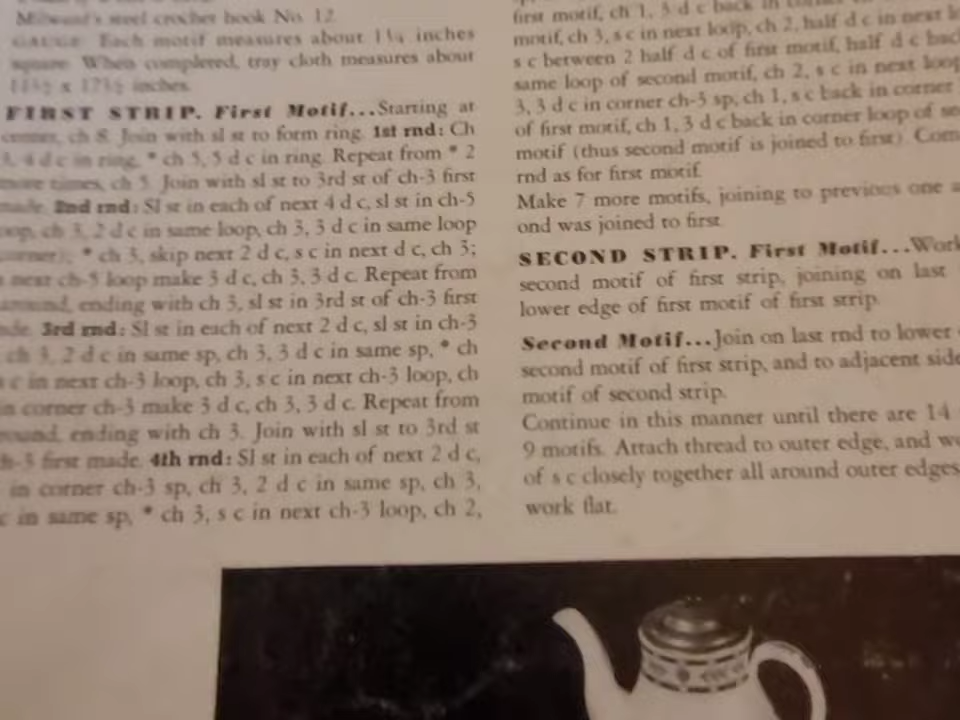 Milward's steel crochet hook No. 12.
GAUGE: Each motif measures about 1¼ inches
square. When completed, tray cloth measures about
inches.
FIRST STRIP. First Motif...Starting at
ch 8. Join with sl st to form ring. 1st rnd: Ch
3, 4 d c in ring, * ch 5, 5 d c in ring. Repeat from * 2
more times, ch 5. Join with sl st to 3rd st of ch-3 first
made. 2nd rnd: Sl st in each of next 4 d c, sl st in ch-5
oop, ch 3, 2 d c in same loop, ch 3, 3 d c in same loop
corner); * ch 3, skip next 2 d c, s c in next d c, ch 3;
next ch-5 loop make 3 d c, ch 3, 3 d c. Repeat from
around, ending with ch 3, sl st in 3rd st of ch-3 first
de. 3rd rnd: Sl st in each of next 2 d c, sl st in ch-3
ch 3, 2 d c in same sp, ch 3, 3 d c in same sp, * ch
c in next ch-3 loop, ch 3, s c in next ch-3 loop, ch
in corner ch-3 make 3 d c, ch 3, 3 d c. Repeat from
round, ending with ch 3. Join with sl st to 3rd st
h-3 first made. 4th rnd: Sl st in each of next 2 d c,
in corner ch-3 sp, ch 3, 2 d c in same sp, ch 3,
c in same sp, * ch 3, s c in next ch-3 loop, ch 2,
first motif, ch 1, 3 d c back in
motif, ch 3, s c in next loop, ch 2, half d c in next
s c between 2 half d c of first motif, half d c
same loop of second motif, ch 2, s c in next loop
3, 3 d c in corner ch-3 sp, ch 1, s c back in corner
of first motif, ch 1, 3 d c back in corner loop of
motif (thus second motif is joined to first). Com
rnd as for first motif.
Make 7 more motifs, joining to previous one a
ond was joined to first.
SECOND STRIP. First Motif...Work
second motif of first strip, joining on last
lower edge of first motif of first strip.
Second Motif...Join on last rnd to lower
second motif of first strip, and to adjacent side
motif of second strip.
Continue in this manner until there are 14
9 motifs. Attach thread to outer edge, and
of s c closely together all around outer edges,
work flat.